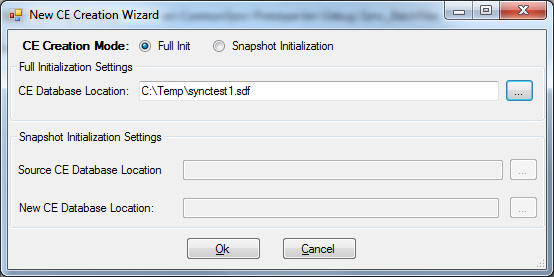 New CE Creation Wizard
CE Creation Mode: Full Init Snapshot Initialization
Full Initialization Settings
CE Database Location: C:\Temp\synctest1.sdf ...
Snapshot Initialization Settings
Source CE Database Location ...
New CE Database Location: ...
Ok Cancel